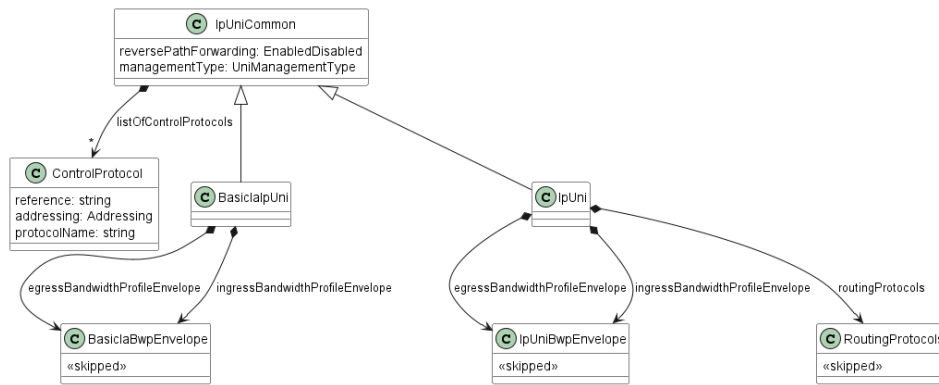 C IpUniCommon
reversePathForwarding: EnabledDisabled
managementType: UniManagementType
listOfControlProtocols
*
C ControlProtocol
reference: string
addressing: Addressing
protocolName: string
C BasicIaIpUni
C IpUni
egressBandwidthProfileEnvelope
ingressBandwidthProfileEnvelope
egressBandwidthProfileEnvelope
ingressBandwidthProfileEnvelope
routingProtocols
C BasicIaBwpEnvelope
«skipped»
C IpUniBwpEnvelope
«skipped»
C RoutingProtocols
«skipped»